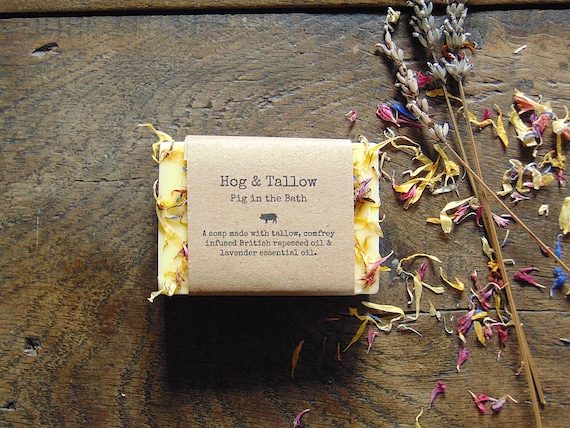 Hog & Tallow
Pig in the Bath
A soap made with tallow, comfrey
infused British rapeseed oil &
lavender essential oil.